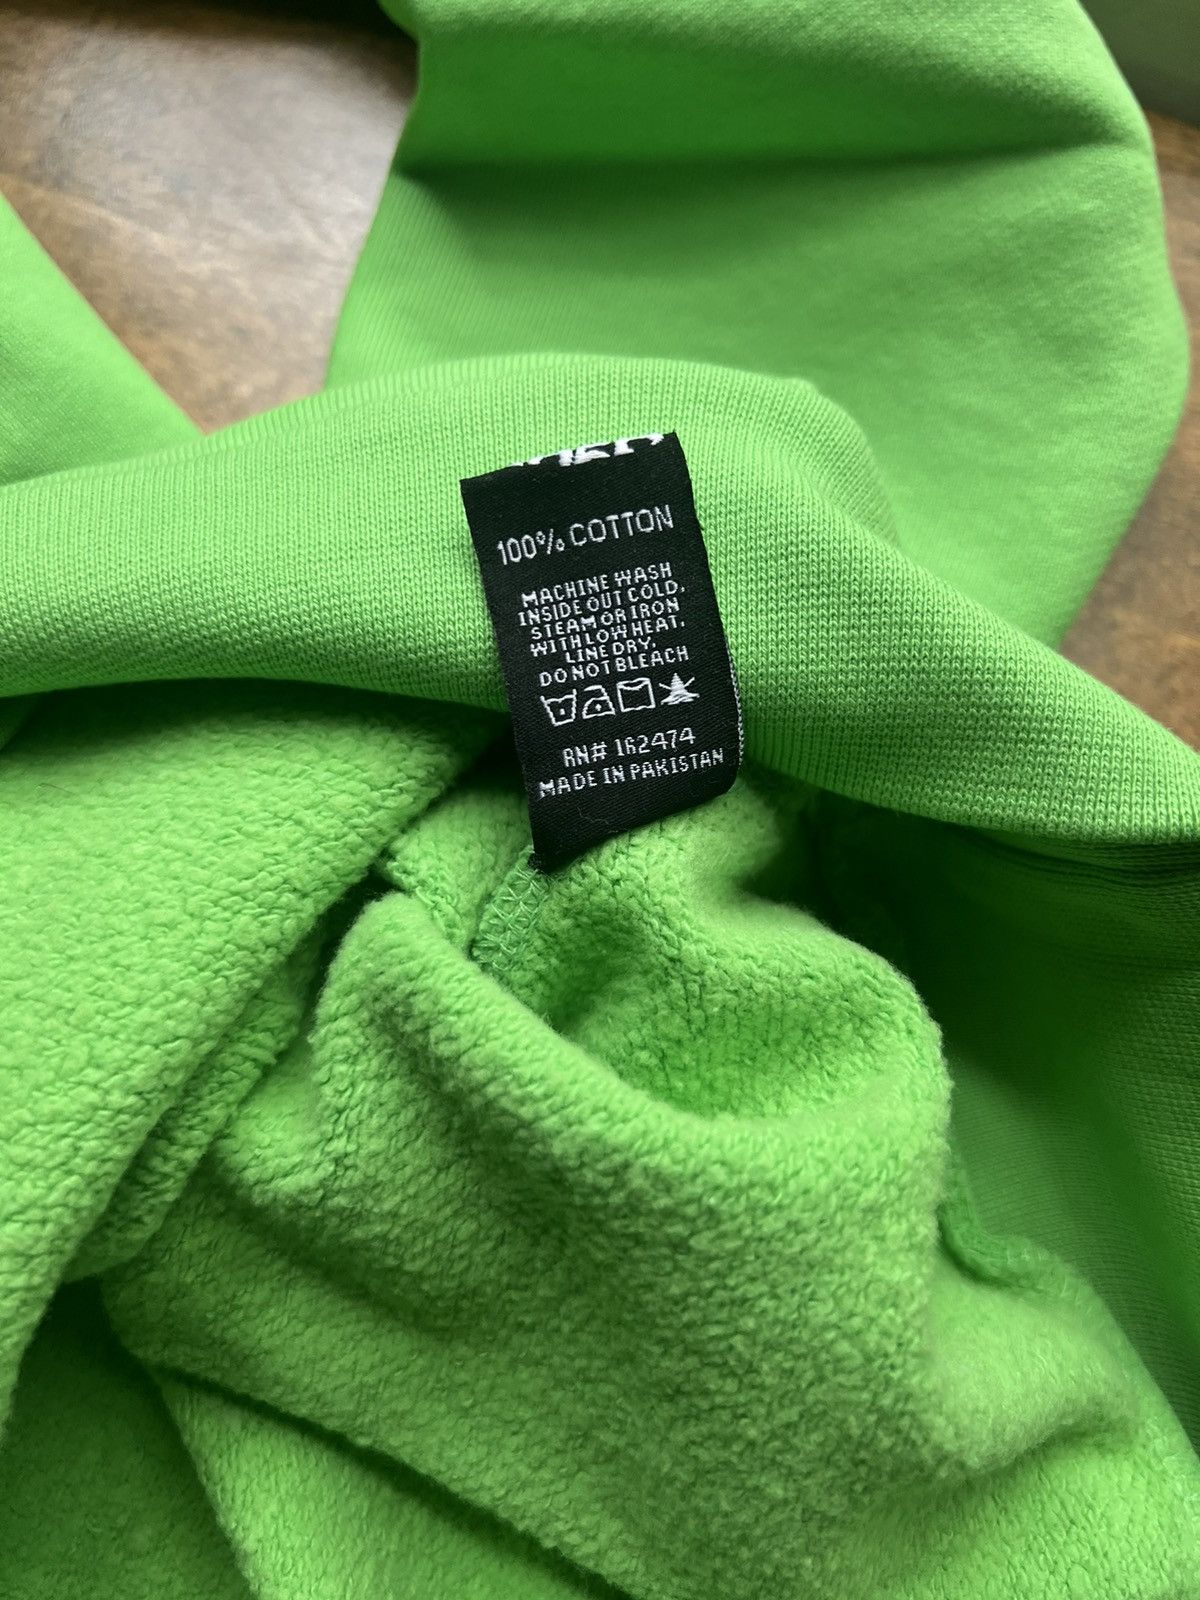 100% COTTON
MACHINE WASH
INSIDE OUT COLD.
STEAM OR IRON
WITH LOW HEAT.
LINE DRY.
DO NOT BLEACH
RN# 162474
MADE IN PAKISTAN